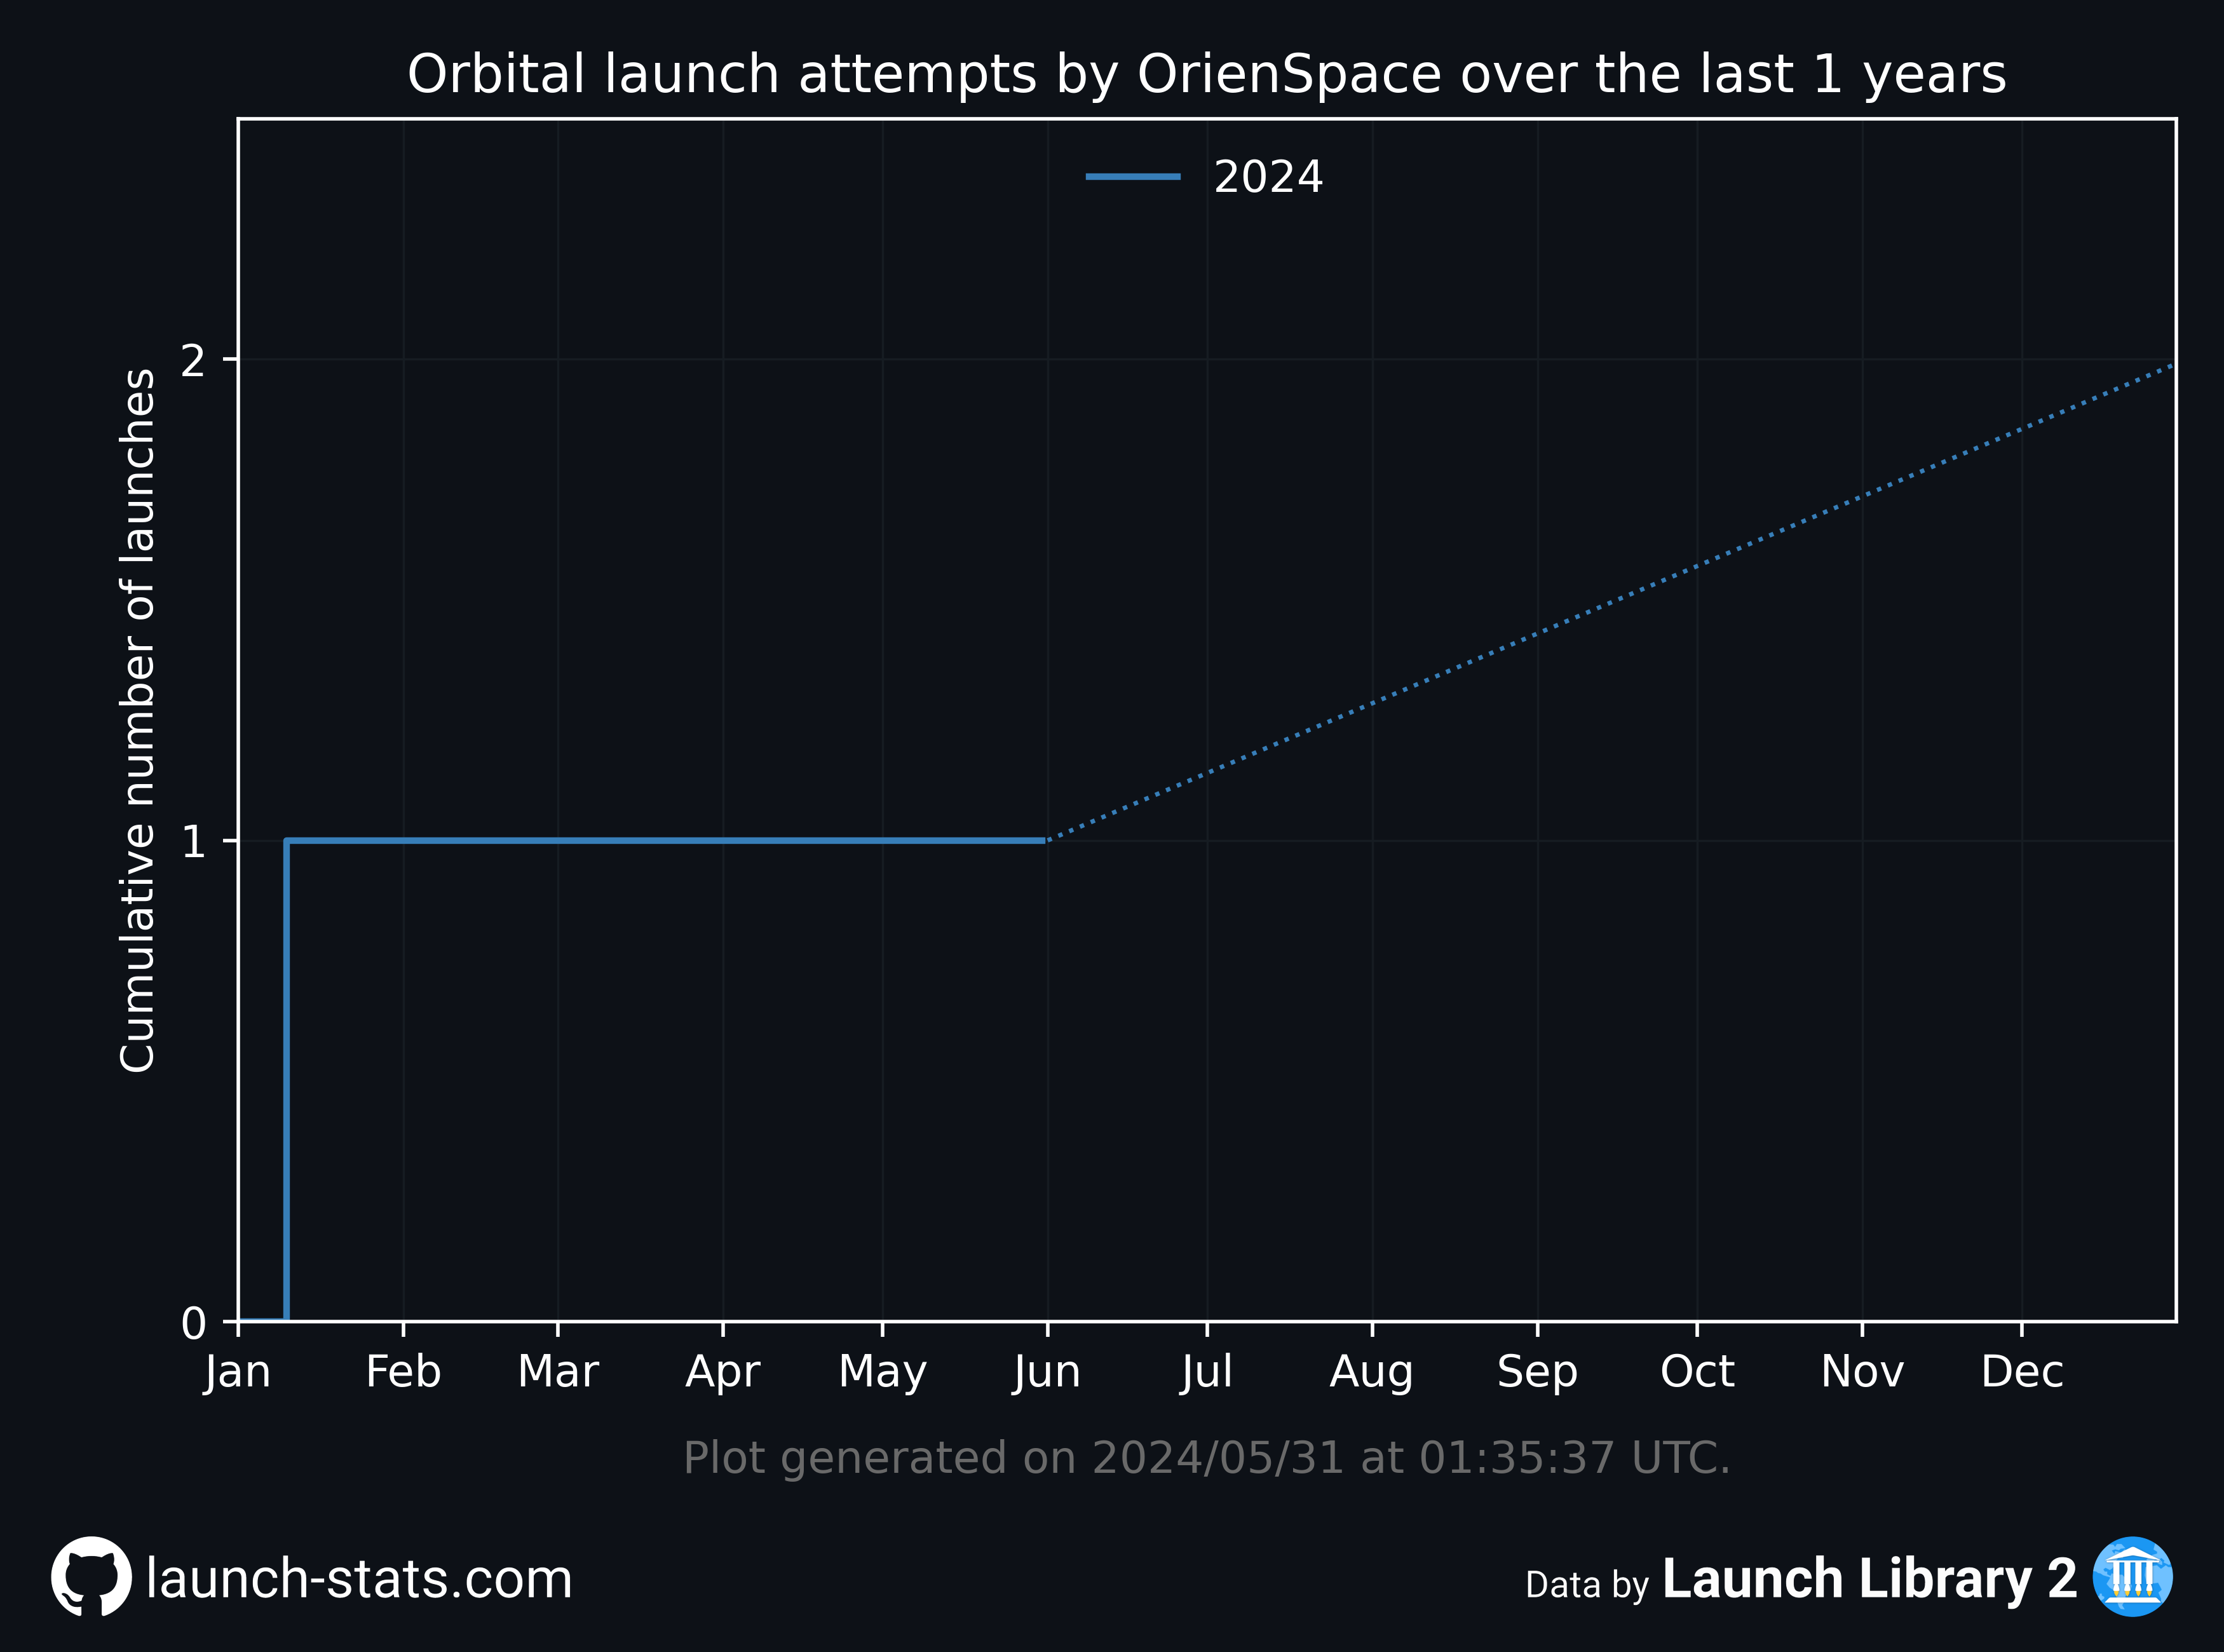 Orbital launch attempts by OrienSpace over the last 1 years
2024
Cumulative number of launches
2
1
0
Jan Feb Mar Apr May Jun Jul Aug Sep Oct Nov Dec
Plot generated on 2024/05/31 at 01:35:37 UTC.
launch-stats.com
Data by Launch Library 2